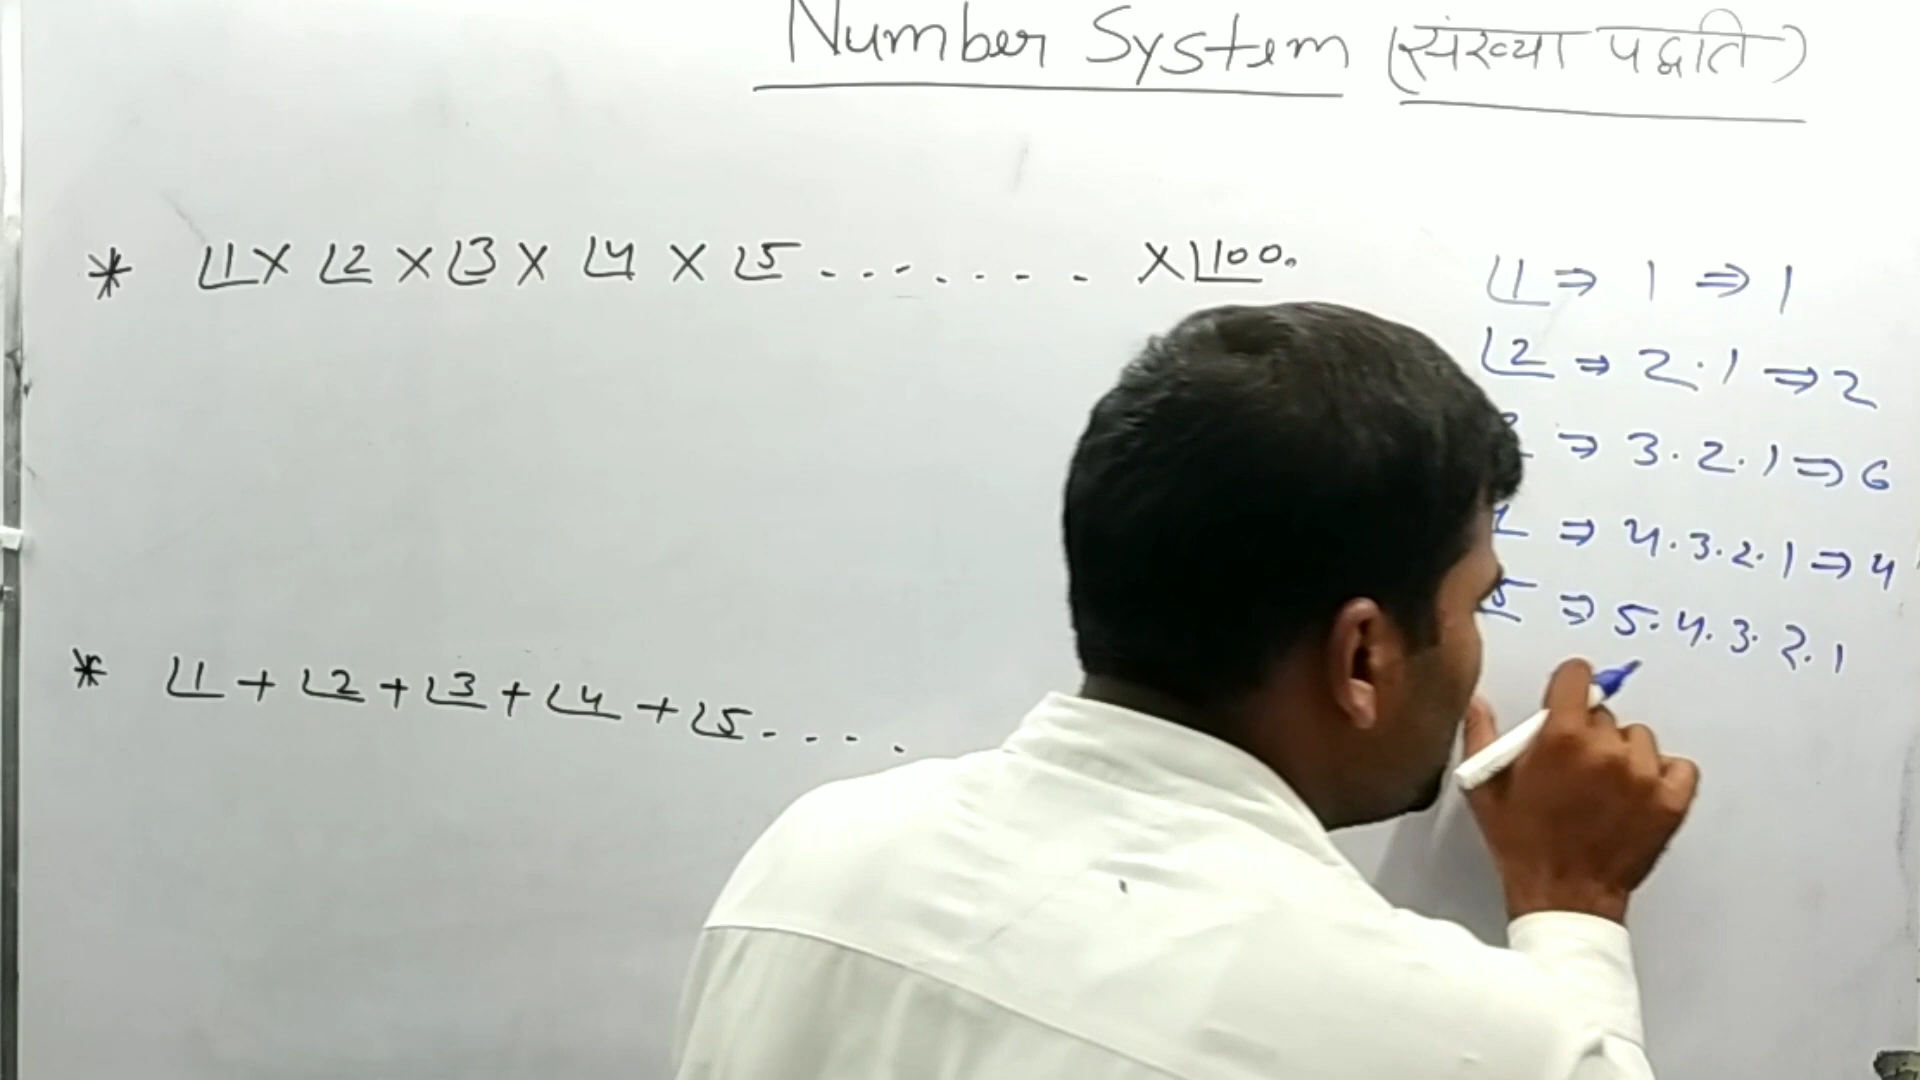 Number System (संख्या पद्धति)
* ∟1 × ∟2 × ∟3 × ∟4 × ∟5 . . . . . . . × ∟100.
* ∟1 + ∟2 + ∟3 + ∟4 + ∟5 . . . .
∟1 ⇒ 1 ⇒ 1
∟2 ⇒ 2.1 ⇒ 2
⇒ 3.2.1 ⇒ 6
⇒ 4.3.2.1 ⇒ 4
5 ⇒ 5.4.3.2.1